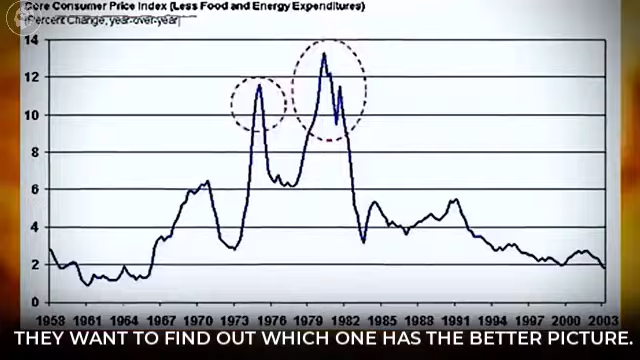 Core Consumer Price Index (Less Food and Energy Expenditures)
(Percent Change, year-over-year)
14
12
10
8
6
4
2
0
1958 1961 1964 1967 1970 1973 1976 1979 1982 1985 1988 1991 1994 1997 2000 2003
THEY WANT TO FIND OUT WHICH ONE HAS THE BETTER PICTURE.